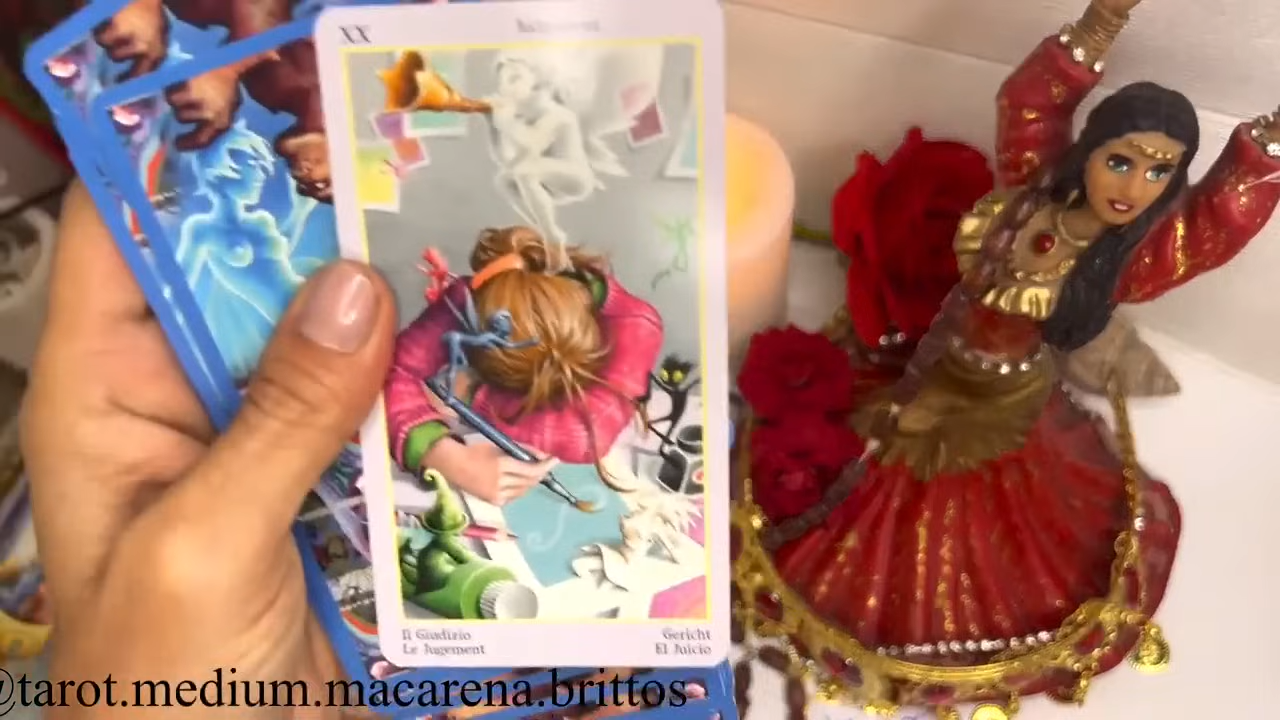 XX
Il Giudizio
Gericht
Le Jugement
El Juicio
@tarot.medium.macarena.brittos